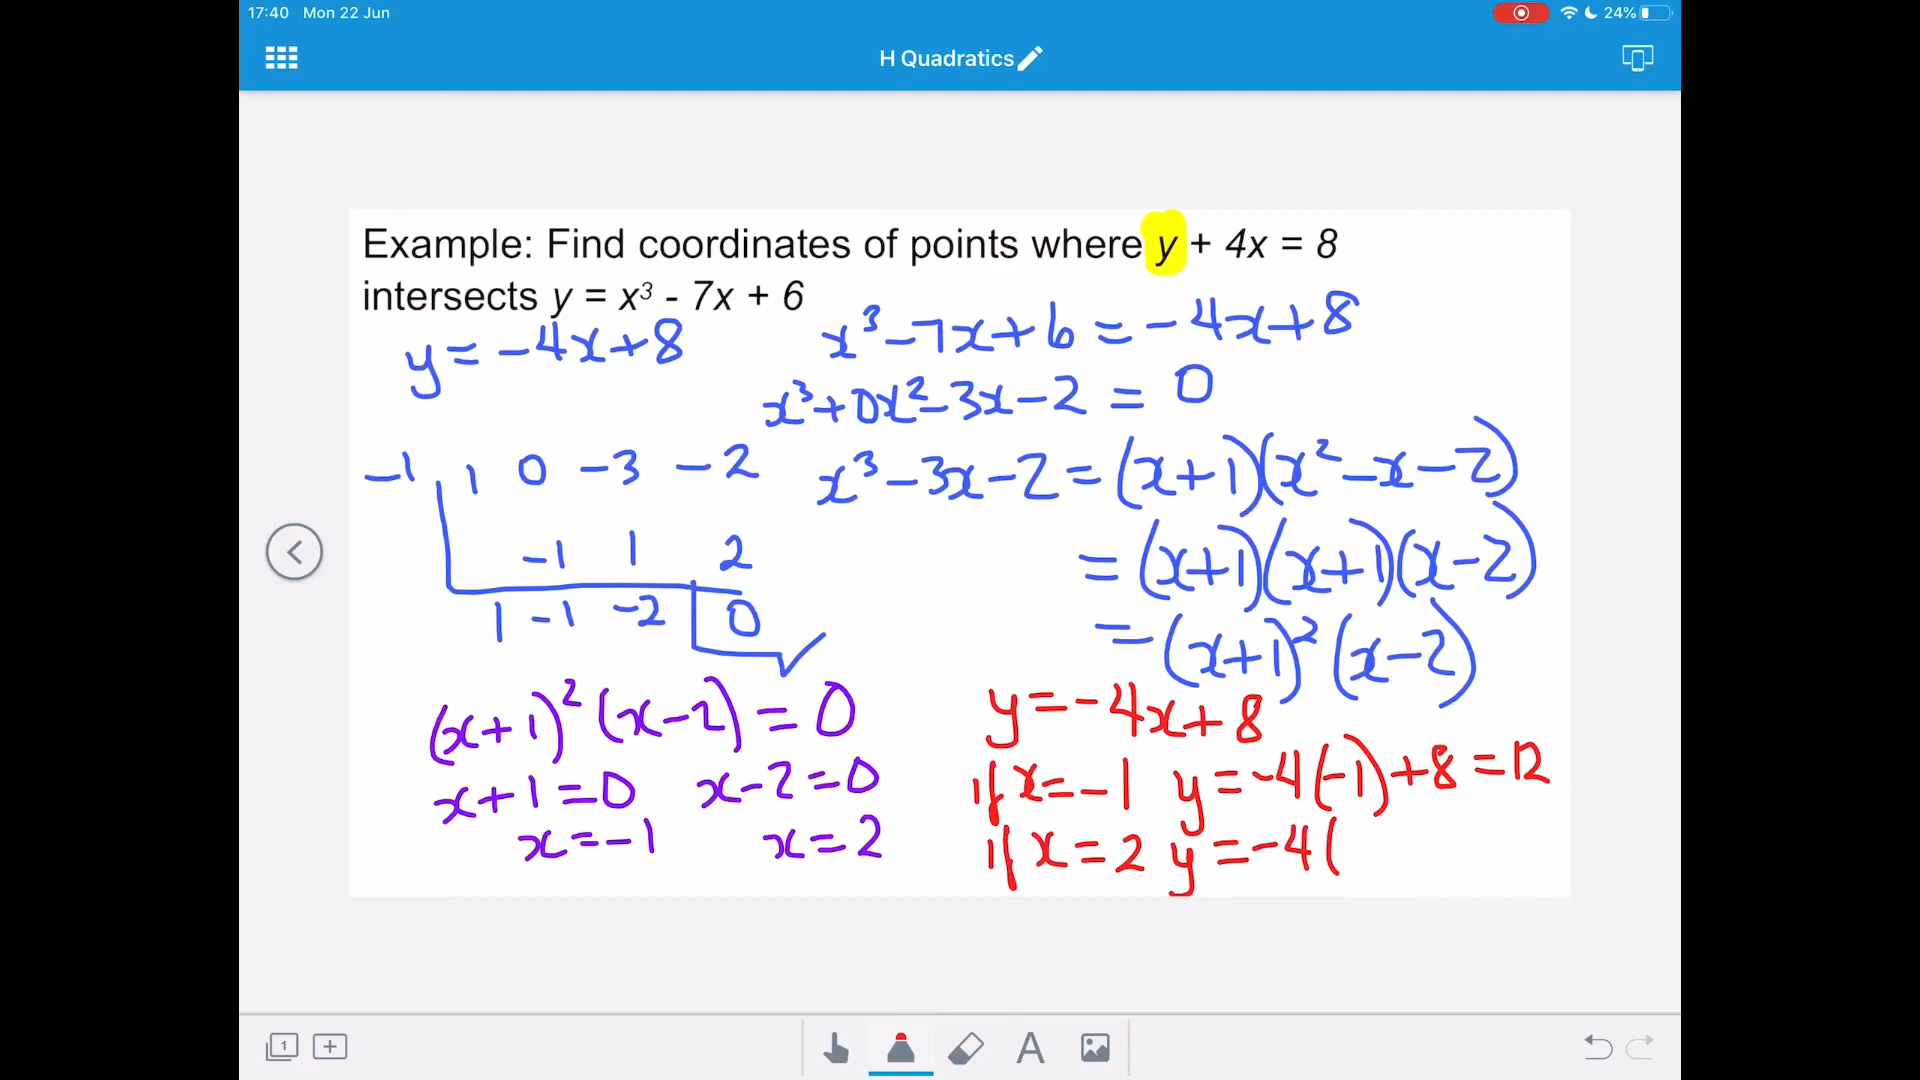 17:40 Mon 22 Jun
24%
H Quadratics
Example: Find coordinates of points where y + 4x = 8
intersects y = x³ - 7x + 6
y = -4x+8
x³ -7x+6 = -4x+8
x³+0x²-3x-2 = 0
-1 1 0 -3 -2
x³-3x-2 = (x+1)(x²-x-2)
-1 1 2
= (x+1)(x+1)(x-2)
1 -1 -2 0
= (x+1)²(x-2)
(x+1)²(x-2) = 0
x+1=0 x-2=0
x=-1 x=2
y=-4x+8
if x=-1 y=-4(-1)+8=12
if x=2 y=-4(
1
A